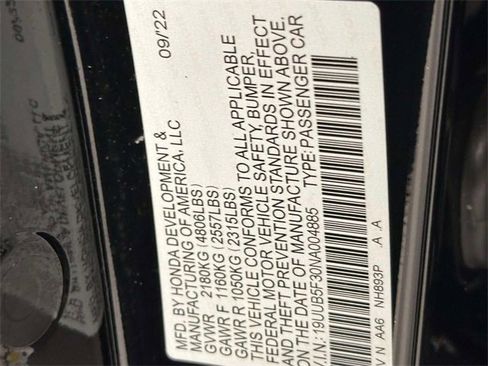 MFD. BY HONDA DEVELOPMENT & 09/22
MANUFACTURING OF AMERICA, LLC
GVWR 2180KG (4806LBS)
GAWR F 1160KG (2557LBS)
GAWR R 1050KG (2315LBS)
THIS VEHICLE CONFORMS TO ALL APPLICABLE
FEDERAL MOTOR VEHICLE SAFETY, BUMPER,
AND THEFT PREVENTION STANDARDS IN EFFECT
ON THE DATE OF MANUFACTURE SHOWN ABOVE.
V.I.N.: 19UUB5F30NA004865 TYPE: PASSENGER CAR
V N AA6 NH893P A A